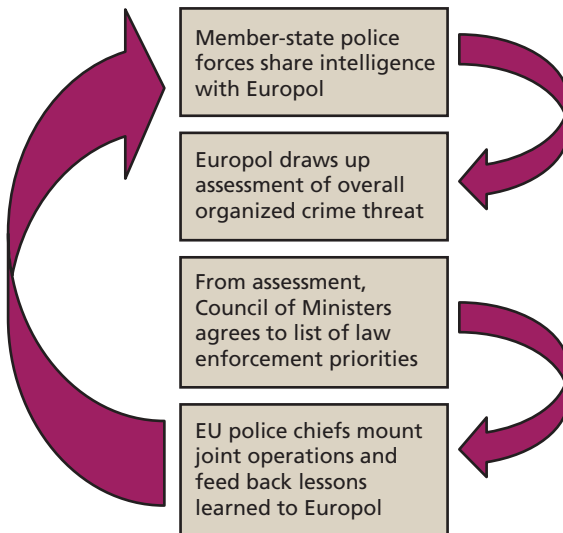 Member-state police
forces share intelligence
with Europol
Europol draws up
assessment of overall
organized crime threat
From assessment,
Council of Ministers
agrees to list of law
enforcement priorities
EU police chiefs mount
joint operations and
feed back lessons
learned to Europol